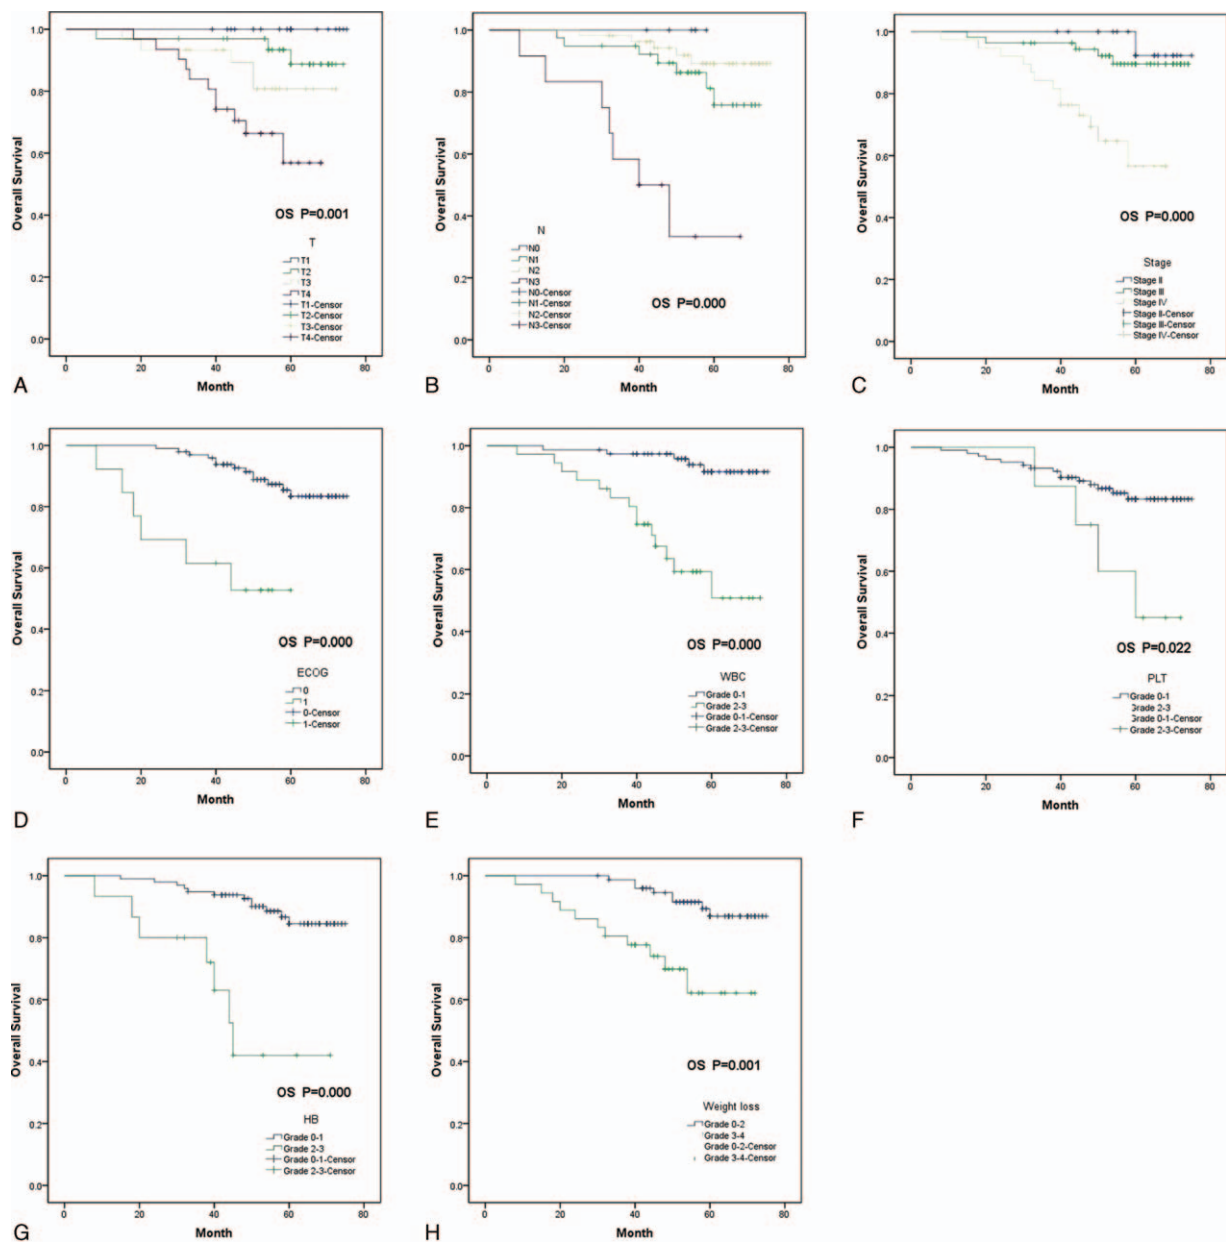 1.0
0.8
0.6
0.4
0.2
0.0
Overall Survival
OS P=0.001
T
T1
T2
T3
T4
T1-Censor
T2-Censor
T3-Censor
T4-Censor
0 20 40 60 80
Month
A
1.0
0.8
0.6
0.4
0.2
0.0
Overall Survival
N
N0
N1
N2
N3
N0-Censor
N1-Censor
N2-Censor
N3-Censor
OS P=0.000
0 20 40 60 80
Month
B
1.0
0.8
0.6
0.4
0.2
0.0
Overall Survival
OS P=0.000
Stage
Stage II
Stage III
Stage IV
Stage II-Censor
Stage III-Censor
Stage IV-Censor
0 20 40 60 80
Month
C
1.0
0.8
0.6
0.4
0.2
0.0
Overall Survival
OS P=0.000
ECOG
0
1
0-Censor
1-Censor
0 20 40 60 80
Month
D
1.0
0.8
0.6
0.4
0.2
0.0
Overall Survival
OS P=0.000
WBC
Grade 0-1
Grade 2-3
Grade 0-1-Censor
Grade 2-3-Censor
0 20 40 60 80
Month
E
1.0
0.8
0.6
0.4
0.2
0.0
Overall Survival
OS P=0.022
PLT
Grade 0-1
Grade 2-3
Grade 0-1-Censor
Grade 2-3-Censor
0 20 40 60 80
Month
F
1.0
0.8
0.6
0.4
0.2
0.0
Overall Survival
OS P=0.000
HB
Grade 0-1
Grade 2-3
Grade 0-1-Censor
Grade 2-3-Censor
0 20 40 60 80
Month
G
1.0
0.8
0.6
0.4
0.2
0.0
Overall Survival
OS P=0.001
Weight loss
Grade 0-2
Grade 3-4
Grade 0-2-Censor
Grade 3-4-Censor
0 20 40 60 80
Month
H